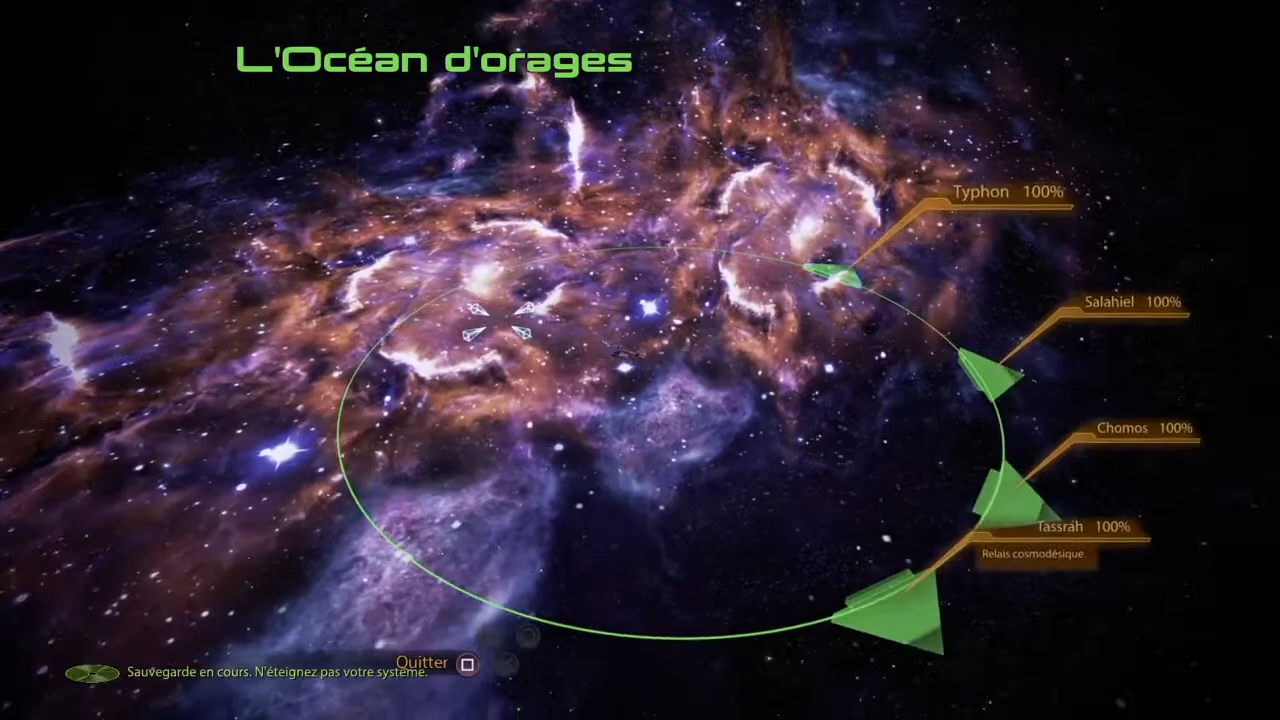 L'Océan d'orages
Typhon 100%
Salahiel 100%
Chomos 100%
Tassrah 100%
Relais cosmodésique
Quitter
Sauvegarde en cours. N'éteignez pas votre système.